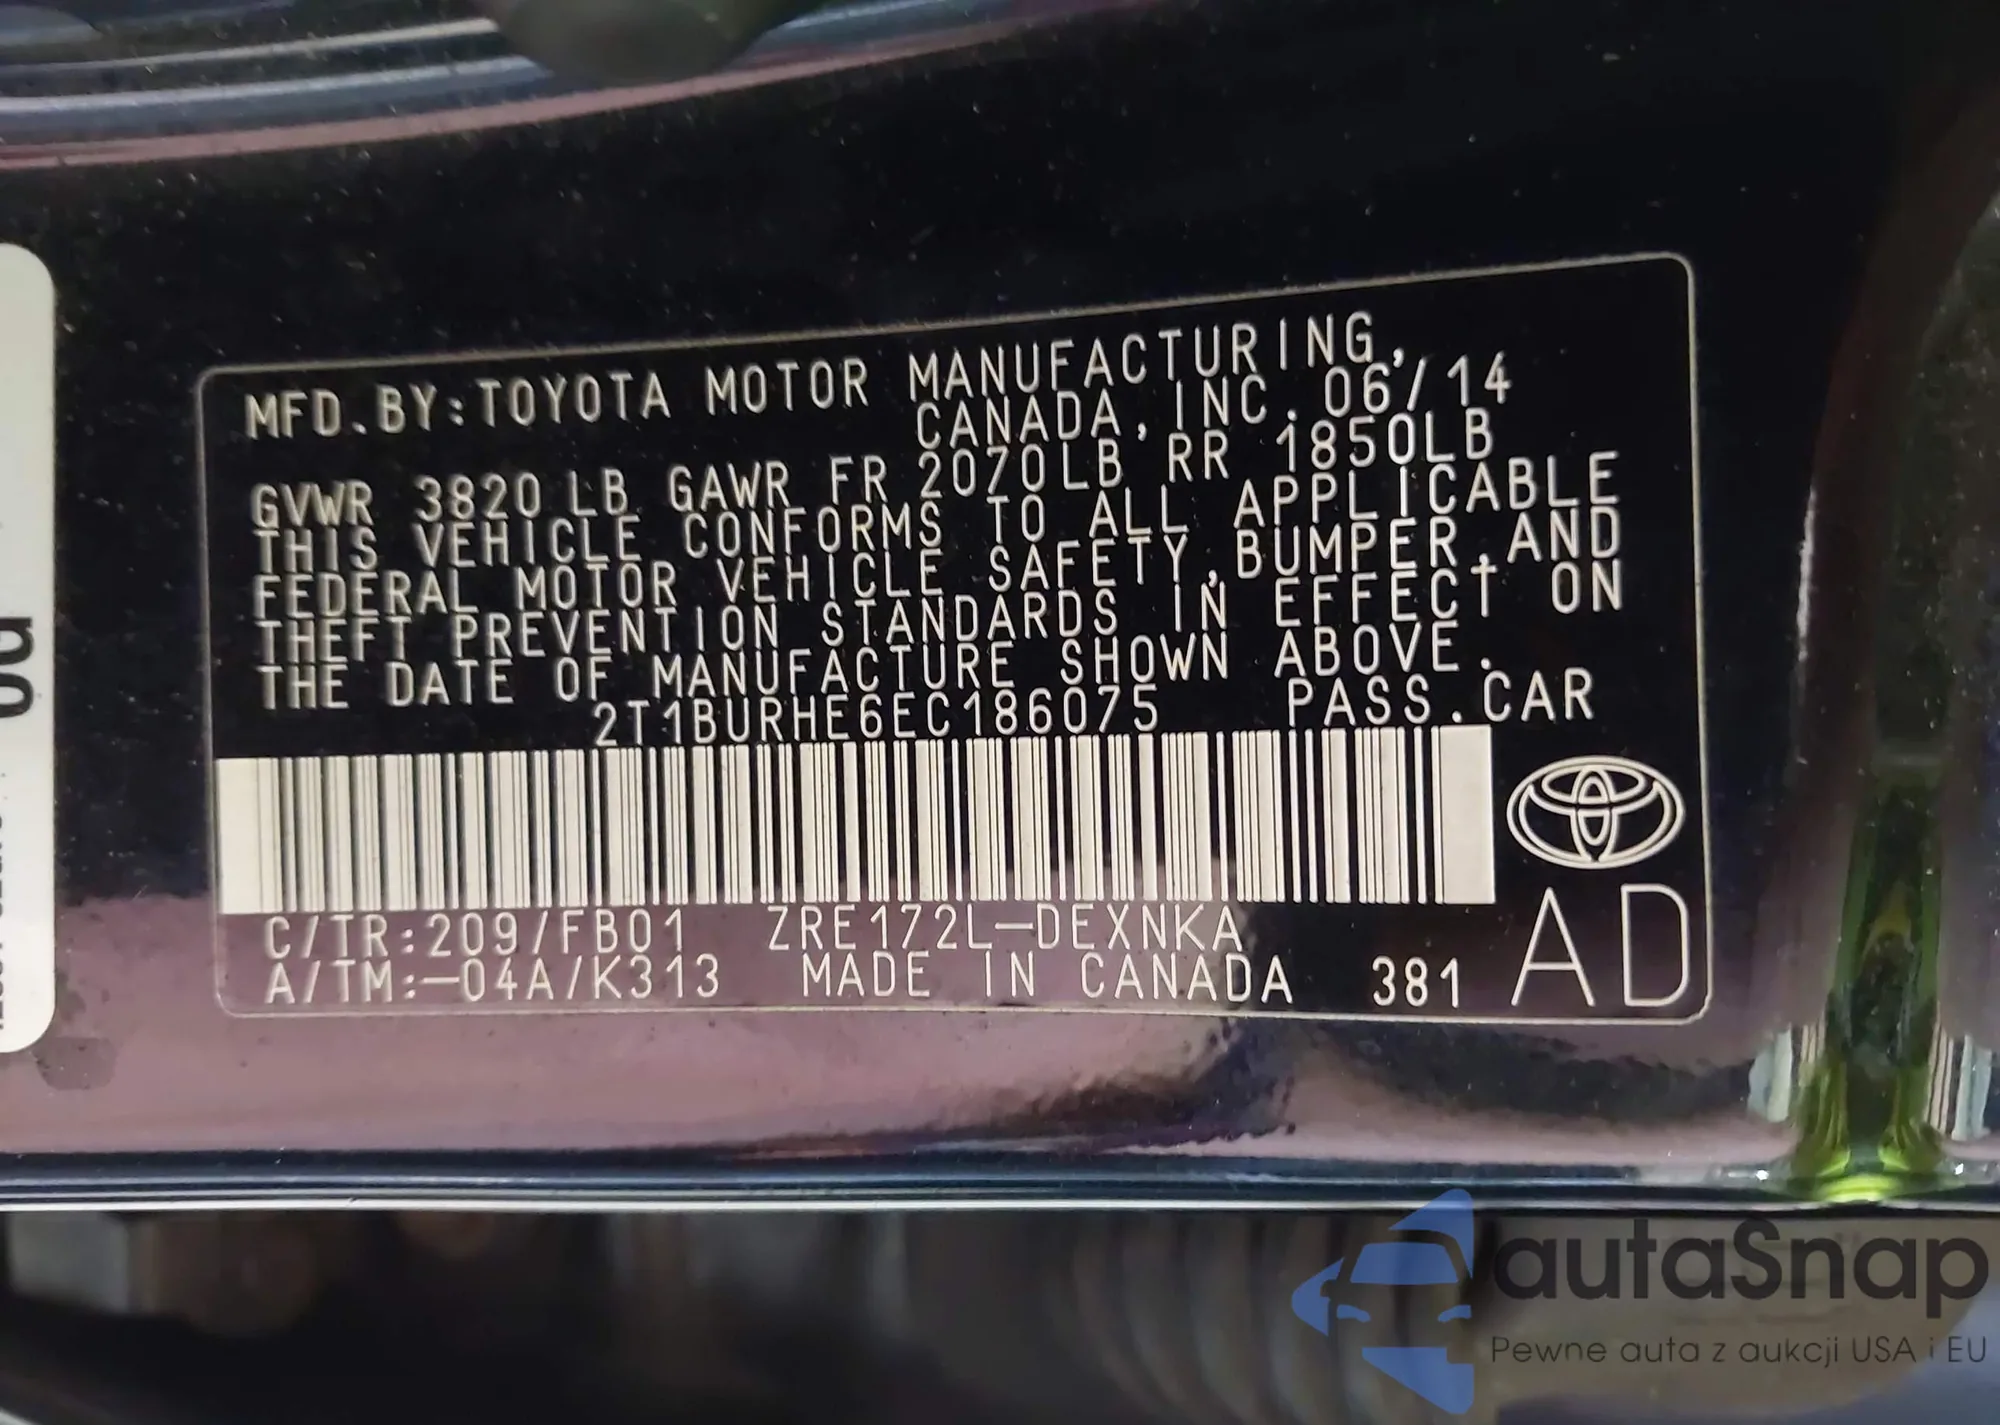 MFD.BY:TOYOTA MOTOR MANUFACTURING,
CANADA,INC. 06/14
GVWR 3820 LB GAWR FR 2070LB RR 1850LB
THIS VEHICLE CONFORMS TO ALL APPLICABLE
FEDERAL MOTOR VEHICLE SAFETY,BUMPER,AND
THEFT PREVENTION STANDARDS IN EFFECT ON
THE DATE OF MANUFACTURE SHOWN ABOVE.
2T1BURHE6EC186075 PASS.CAR
C/TR:209/FB01 ZRE172L-DEXNKA
A/TM:-04A/K313 MADE IN CANADA 381
AD
autaSnap
Pewne auta z aukcji USA i EU